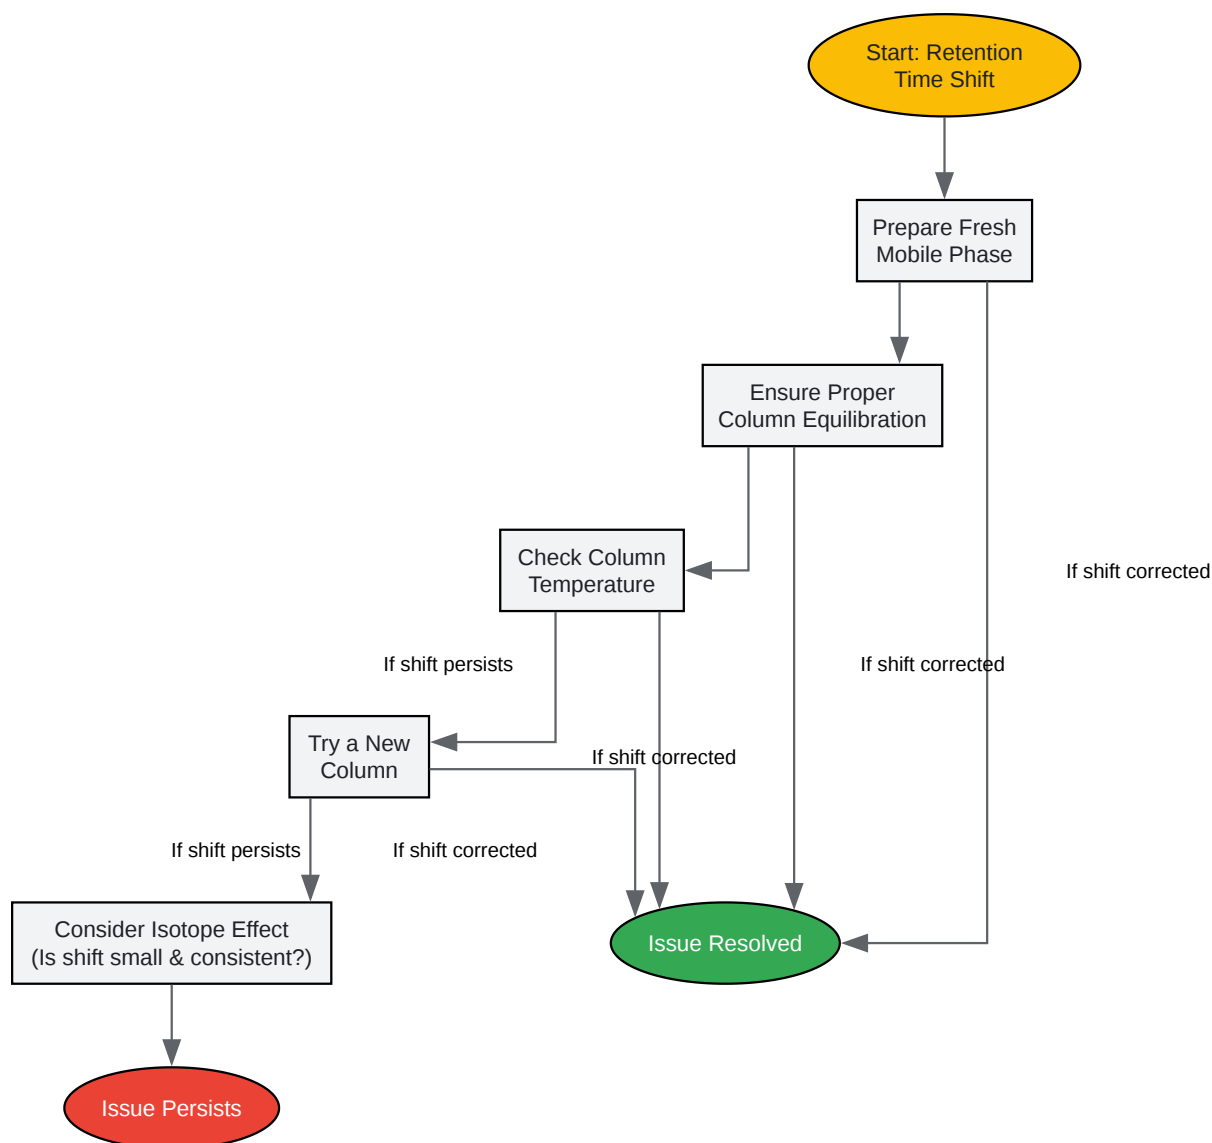 Start: Retention
Time Shift
Prepare Fresh
Mobile Phase
Ensure Proper
Column Equilibration
Check Column
Temperature
If shift corrected
If shift persists
If shift corrected
Try a New
Column
If shift corrected
If shift persists
If shift corrected
Consider Isotope Effect
(Is shift small & consistent?)
Issue Resolved
Issue Persists